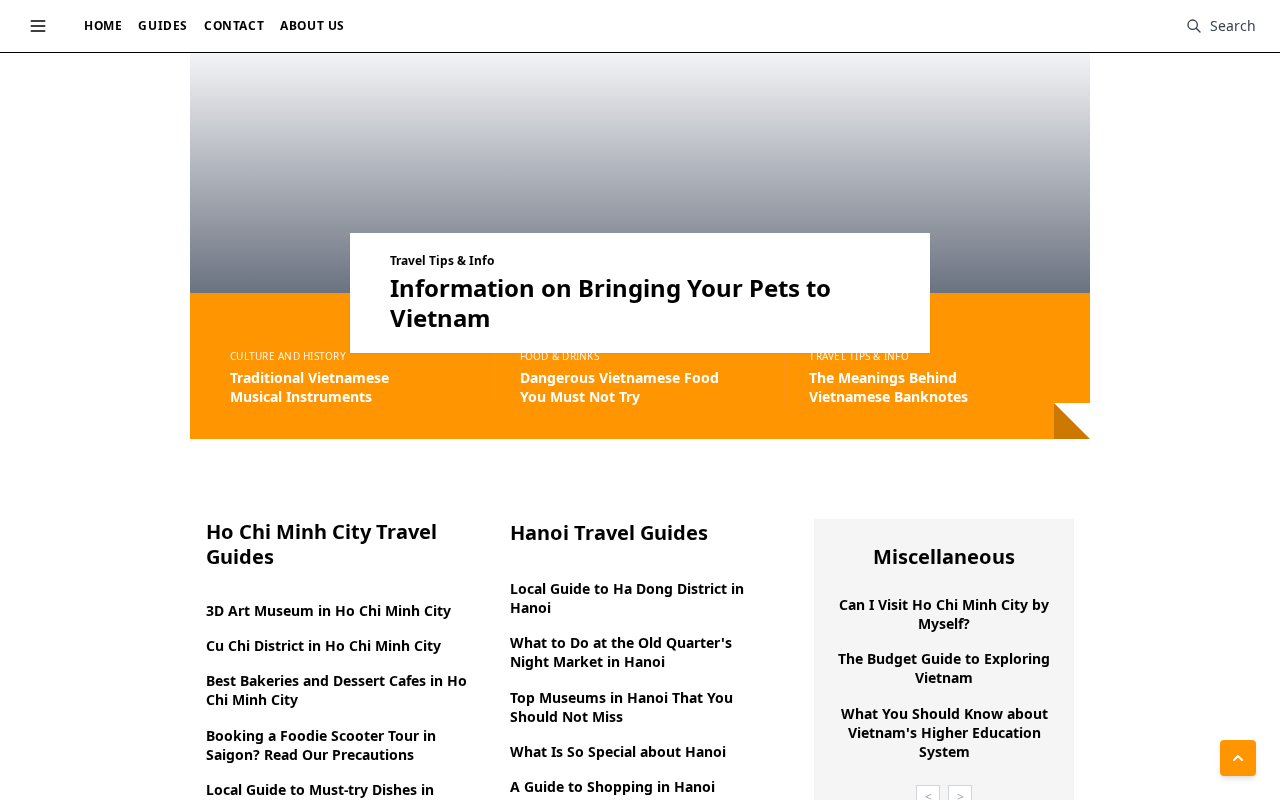 HOME GUIDES CONTACT ABOUT US Search
Travel Tips & Info
Information on Bringing Your Pets to
Vietnam
CULTURE AND HISTORY
Traditional Vietnamese
Musical Instruments
FOOD & DRINKS
Dangerous Vietnamese Food
You Must Not Try
TRAVEL TIPS & INFO
The Meanings Behind
Vietnamese Banknotes
Ho Chi Minh City Travel
Guides
3D Art Museum in Ho Chi Minh City
Cu Chi District in Ho Chi Minh City
Best Bakeries and Dessert Cafes in Ho
Chi Minh City
Booking a Foodie Scooter Tour in
Saigon? Read Our Precautions
Local Guide to Must-try Dishes in
Hanoi Travel Guides
Local Guide to Ha Dong District in
Hanoi
What to Do at the Old Quarter's
Night Market in Hanoi
Top Museums in Hanoi That You
Should Not Miss
What Is So Special about Hanoi
A Guide to Shopping in Hanoi
Miscellaneous
Can I Visit Ho Chi Minh City by
Myself?
The Budget Guide to Exploring
Vietnam
What You Should Know about
Vietnam's Higher Education
System
< >